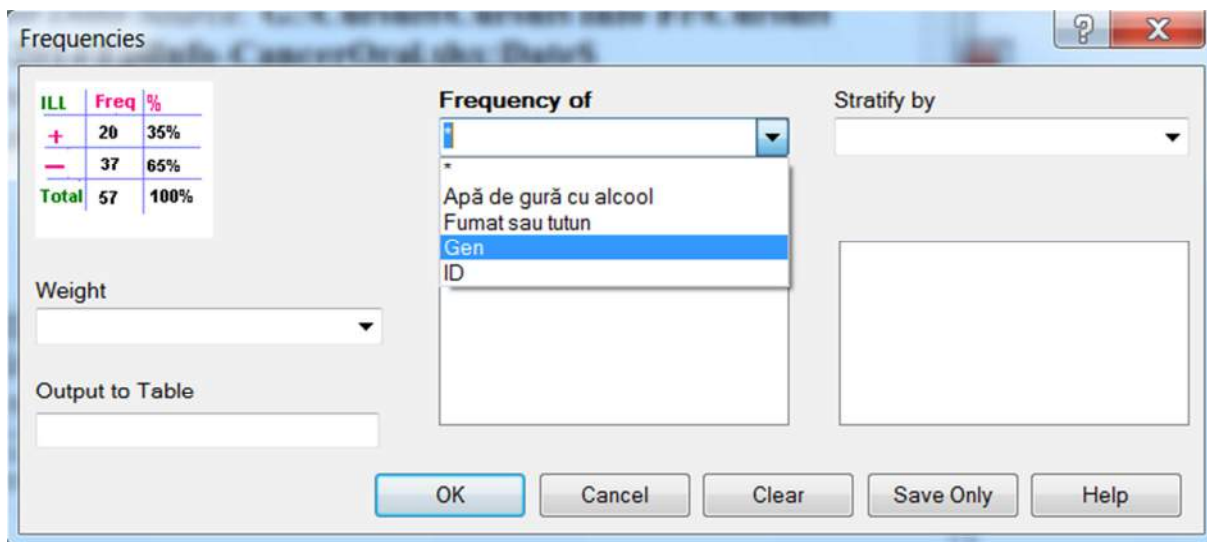 Frequencies
ILL Freq %
+ 20 35%
— 37 65%
Total 57 100%
Frequency of
*
*
Apă de gură cu alcool
Fumat sau tutun
Gen
ID
Stratify by
Weight
Output to Table
OK Cancel Clear Save Only Help